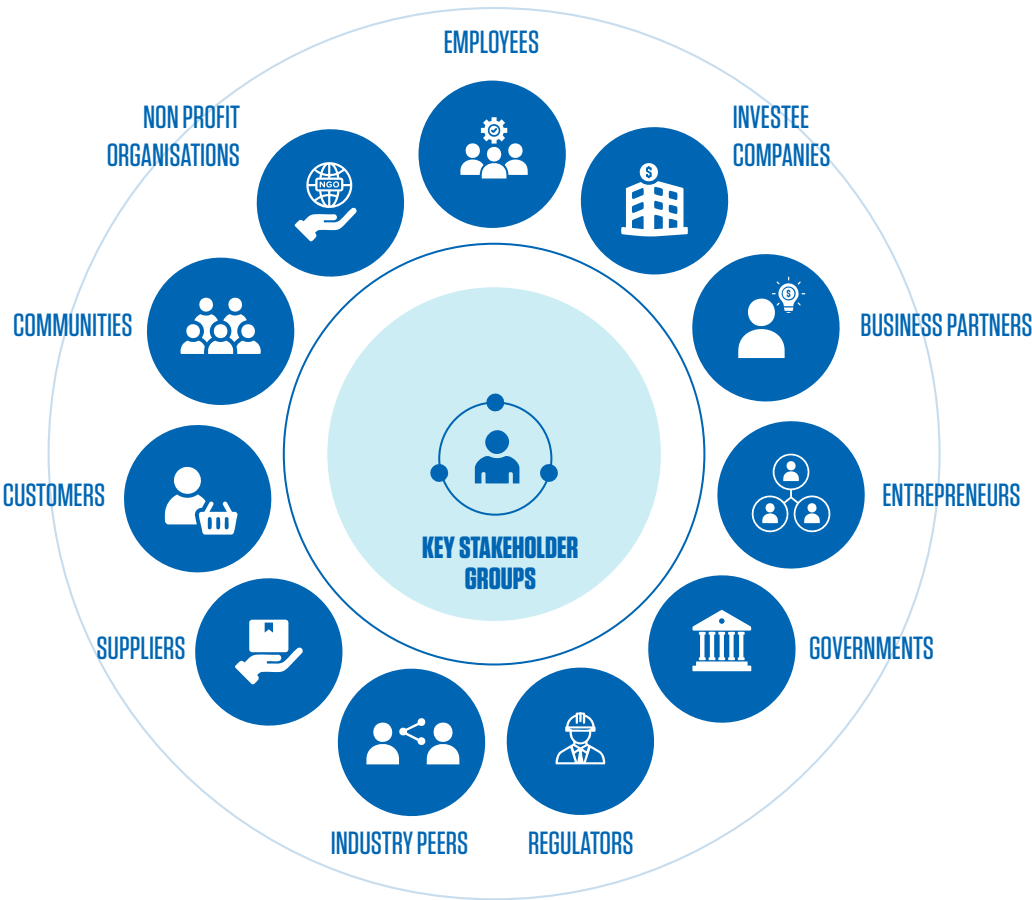 EMPLOYEES
NON PROFIT
ORGANISATIONS
INVESTEE
COMPANIES
NGO
$
$
COMMUNITIES
BUSINESS PARTNERS
CUSTOMERS
ENTREPRENEURS
KEY STAKEHOLDER
GROUPS
SUPPLIERS
GOVERNMENTS
INDUSTRY PEERS
REGULATORS